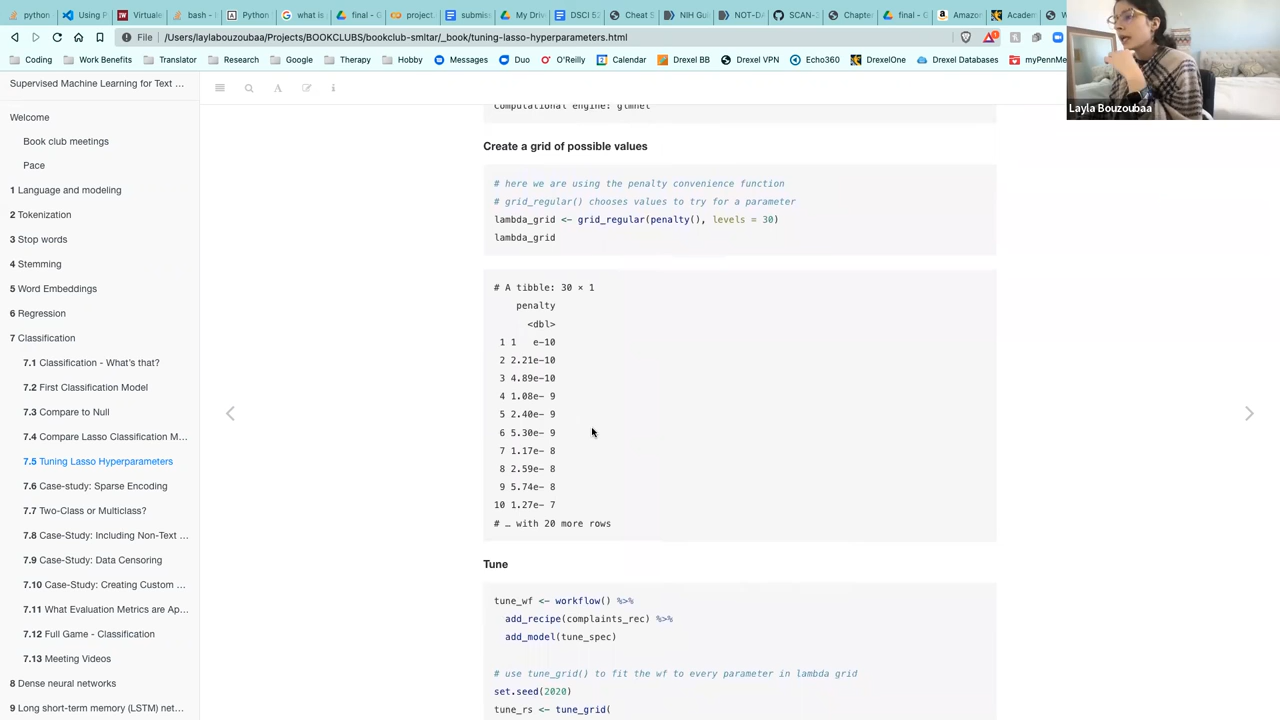 python
Using P
Virtuale
bash - i
Python
what is
final - G
project.
submiss
My Driv
DSCI 52
Cheat S
NIH Gui
NOT-DA
SCAN-2
Chapte
final - G
Amazo
Academ
File /Users/laylabouzoubaa/Projects/BOOKCLUBS/bookclub-smltar/_book/tuning-lasso-hyperparameters.html
Coding Work Benefits Translator Research Google Therapy Hobby Messages Duo O'Reilly Calendar Drexel BB Drexel VPN Echo360 DrexelOne Drexel Databases myPennMe
Layla Bouzoubaa
Supervised Machine Learning for Text ...
Welcome
Book club meetings
Pace
1 Language and modeling
2 Tokenization
3 Stop words
4 Stemming
5 Word Embeddings
6 Regression
7 Classification
7.1 Classification - What's that?
7.2 First Classification Model
7.3 Compare to Null
7.4 Compare Lasso Classification M...
7.5 Tuning Lasso Hyperparameters
7.6 Case-study: Sparse Encoding
7.7 Two-Class or Multiclass?
7.8 Case-Study: Including Non-Text ...
7.9 Case-Study: Data Censoring
7.10 Case-Study: Creating Custom ...
7.11 What Evaluation Metrics are Ap...
7.12 Full Game - Classification
7.13 Meeting Videos
8 Dense neural networks
9 Long short-term memory (LSTM) net...
Computational engine: glmnet
Create a grid of possible values
# here we are using the penalty convenience function
# grid_regular() chooses values to try for a parameter
lambda_grid <- grid_regular(penalty(), levels = 30)
lambda_grid
# A tibble: 30 × 1
penalty
<dbl>
1 1 e-10
2 2.21e-10
3 4.89e-10
4 1.08e- 9
5 2.40e- 9
6 5.30e- 9
7 1.17e- 8
8 2.59e- 8
9 5.74e- 8
10 1.27e- 7
# … with 20 more rows
Tune
tune_wf <- workflow() %>%
add_recipe(complaints_rec) %>%
add_model(tune_spec)
# use tune_grid() to fit the wf to every parameter in lambda grid
set.seed(2020)
tune_rs <- tune_grid(